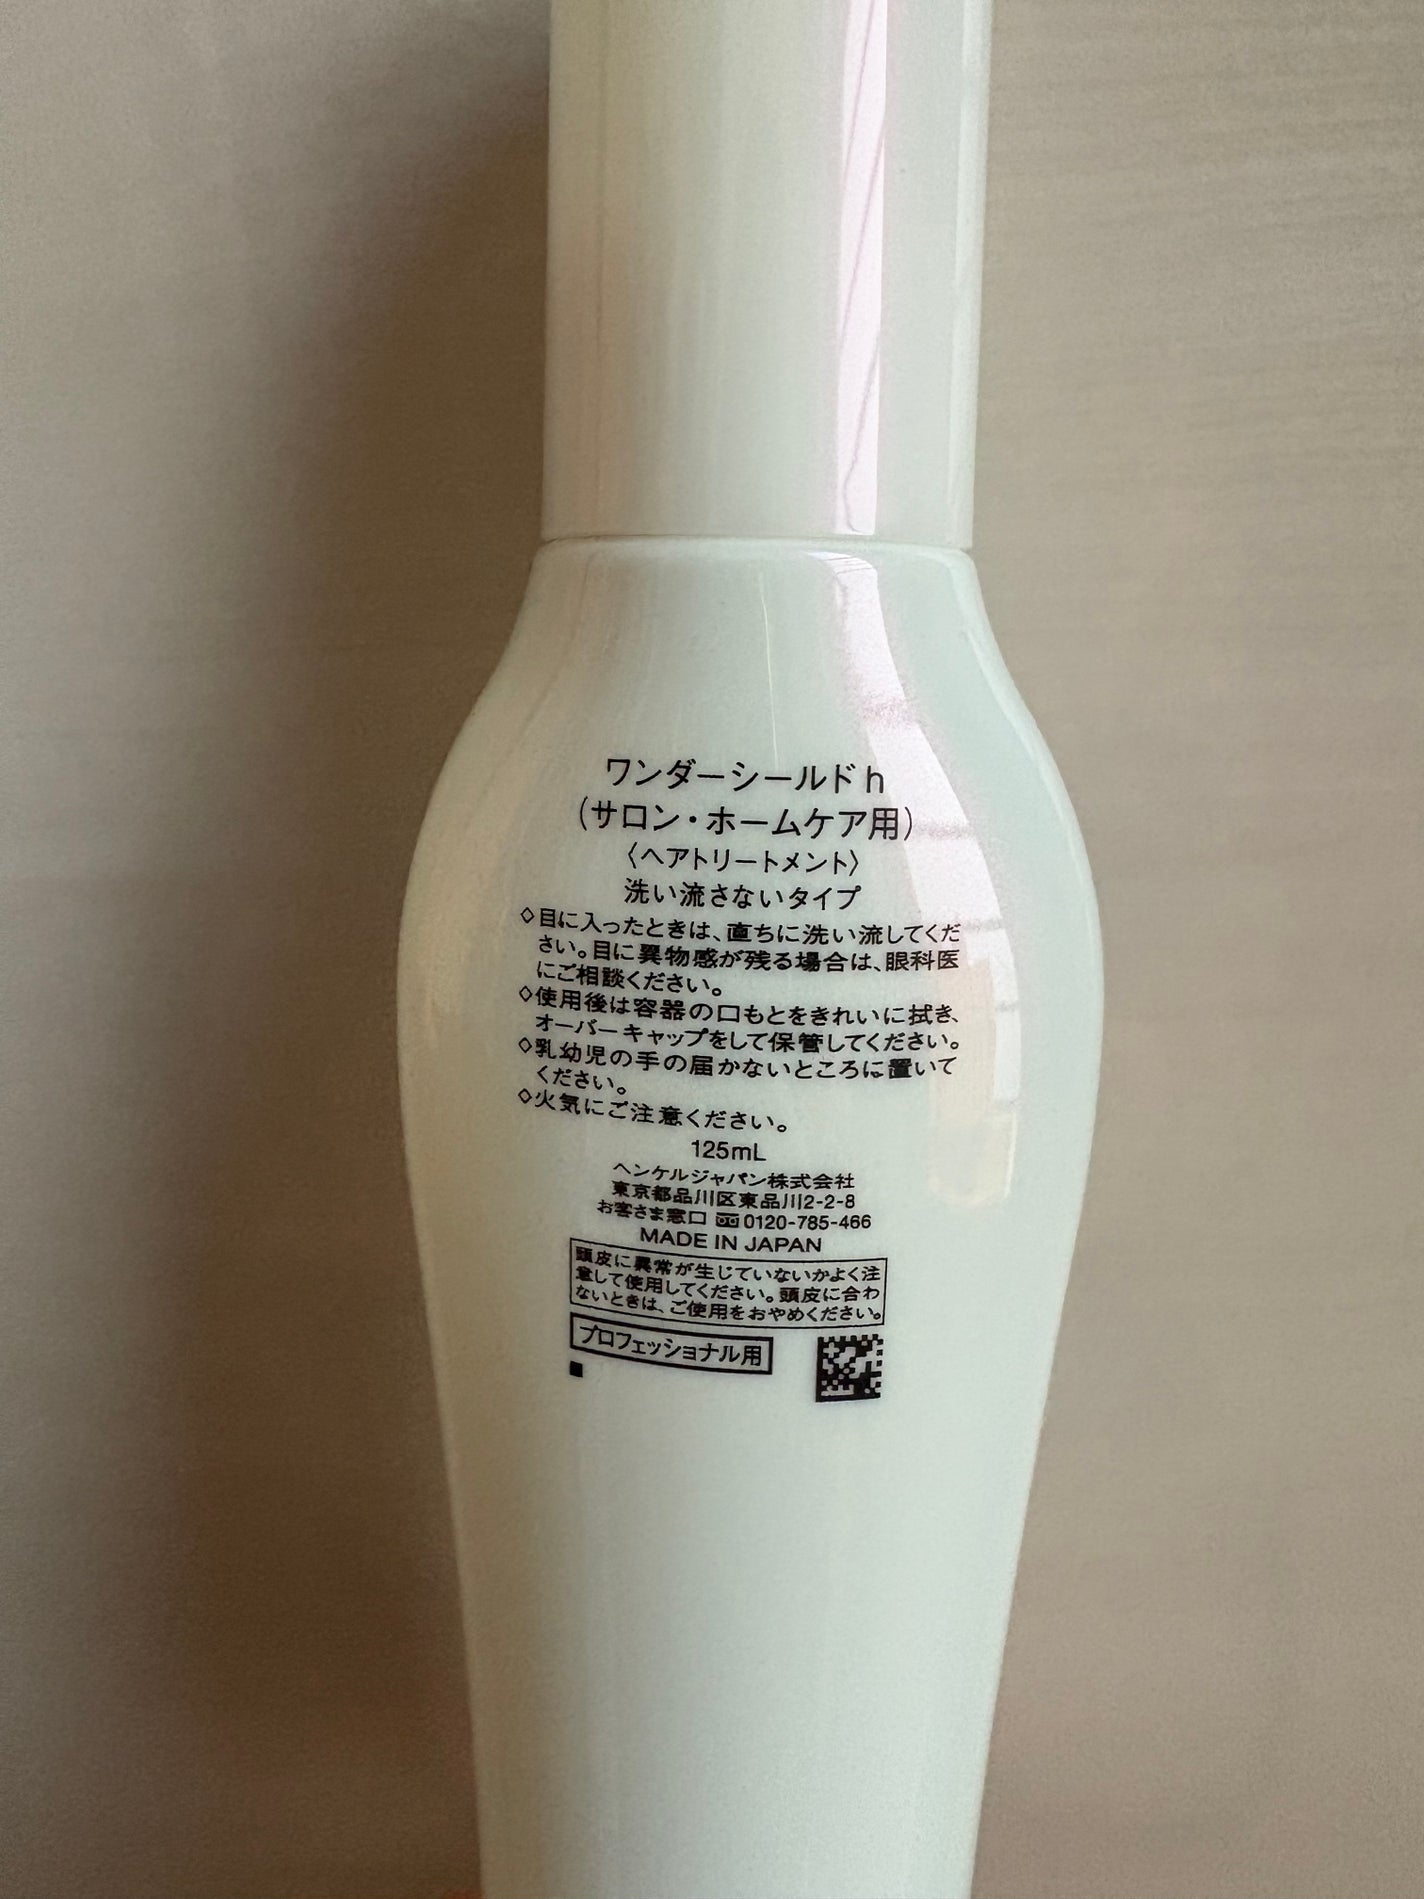 ワンダーシールドh
(サロン・ホームケア用)
〈ヘアトリートメント〉
洗い流さないタイプ
◇目に入ったときは、直ちに洗い流してくだ
さい。目に異物感が残る場合は、眼科医
にご相談ください。
◇使用後は容器の口もとをきれいに拭き、
オーバーキャップをして保管してください。
◇乳幼児の手の届かないところに置いて
ください。
◇火気にご注意ください。
125mL
ヘンケルジャパン株式会社
東京都品川区東品川2-2-8
お客さま窓口 0120-785-466
MADE IN JAPAN
頭皮に異常が生じていないかよく注
意して使用してください。頭皮に合わ
ないときは、ご使用をおやめください。
プロフェッショナル用